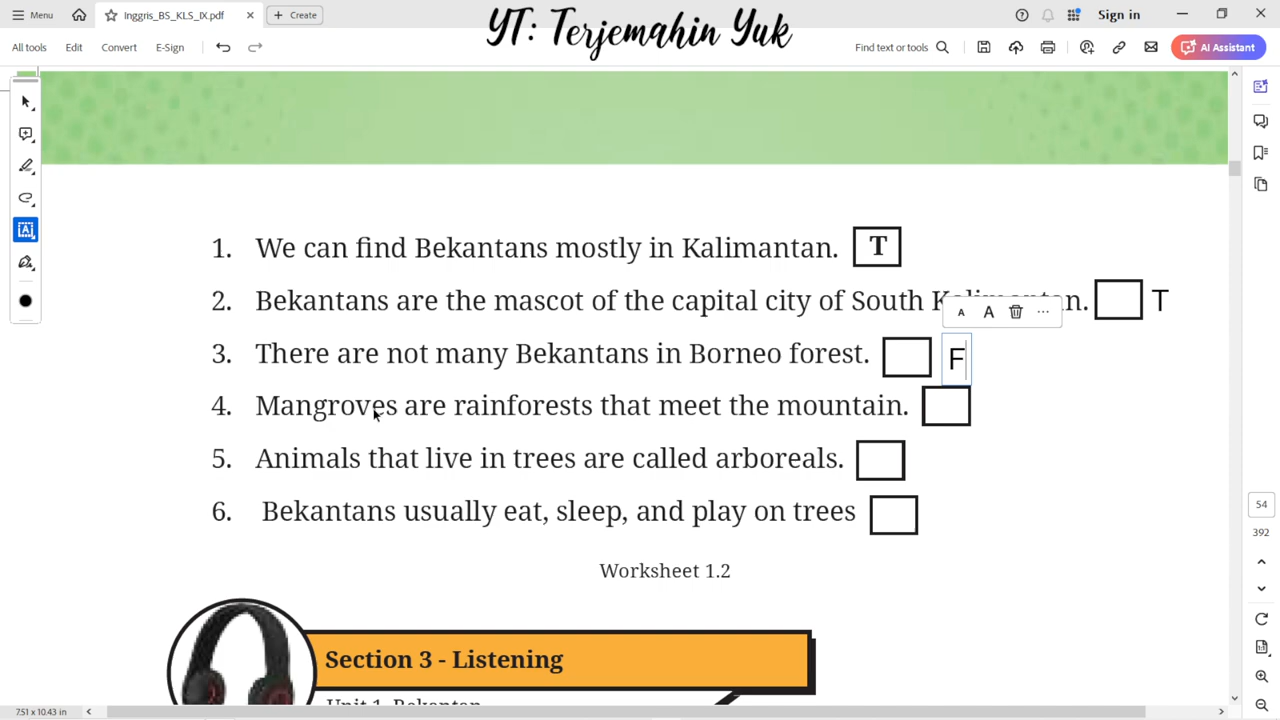 Menu Inggris_BS_KLS_IX.pdf Create YT: Terjemahin Yuk Sign in
All tools Edit Convert E-Sign Find text or tools AI Assistant
1. We can find Bekantans mostly in Kalimantan. T
2. Bekantans are the mascot of the capital city of South Kalimantan. T
A A ...
3. There are not many Bekantans in Borneo forest. F
4. Mangroves are rainforests that meet the mountain.
5. Animals that live in trees are called arboreals.
6. Bekantans usually eat, sleep, and play on trees
54
392
Worksheet 1.2
Section 3 - Listening
Unit 1. Bekantan
7.51 x 10.43 in